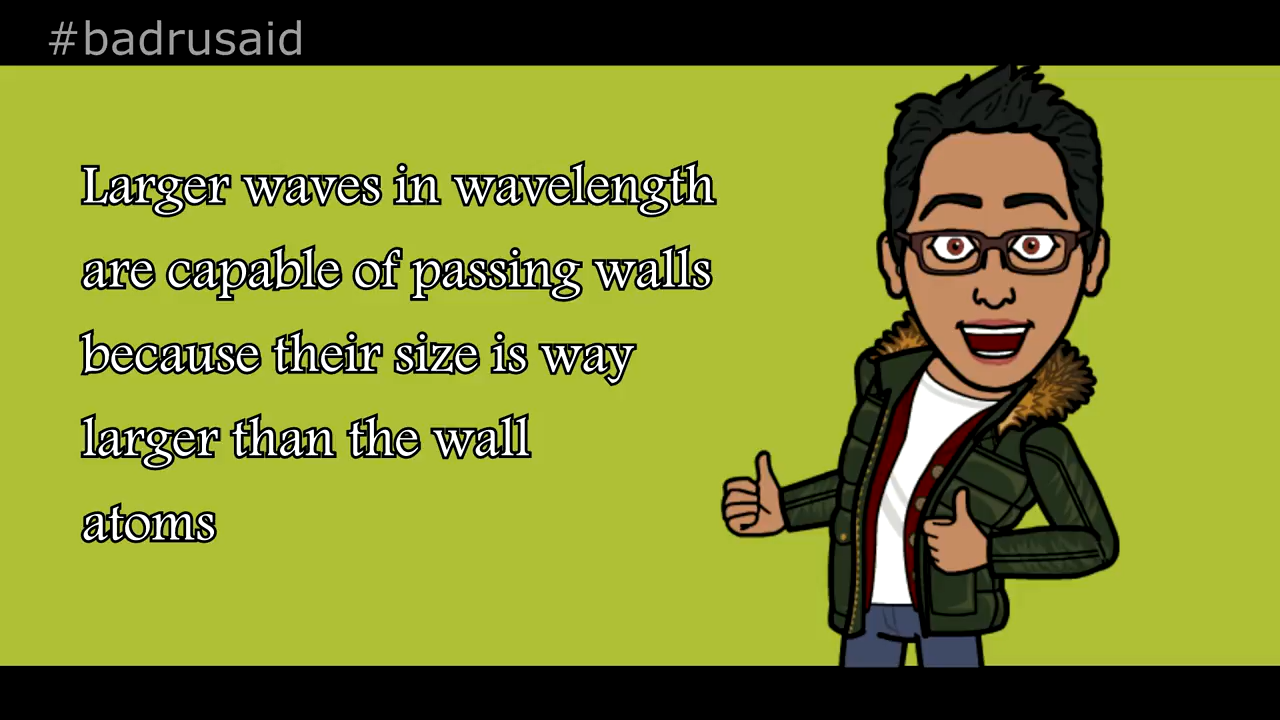 #badrusaid
Larger waves in wavelength
are capable of passing walls
because their size is way
larger than the wall
atoms